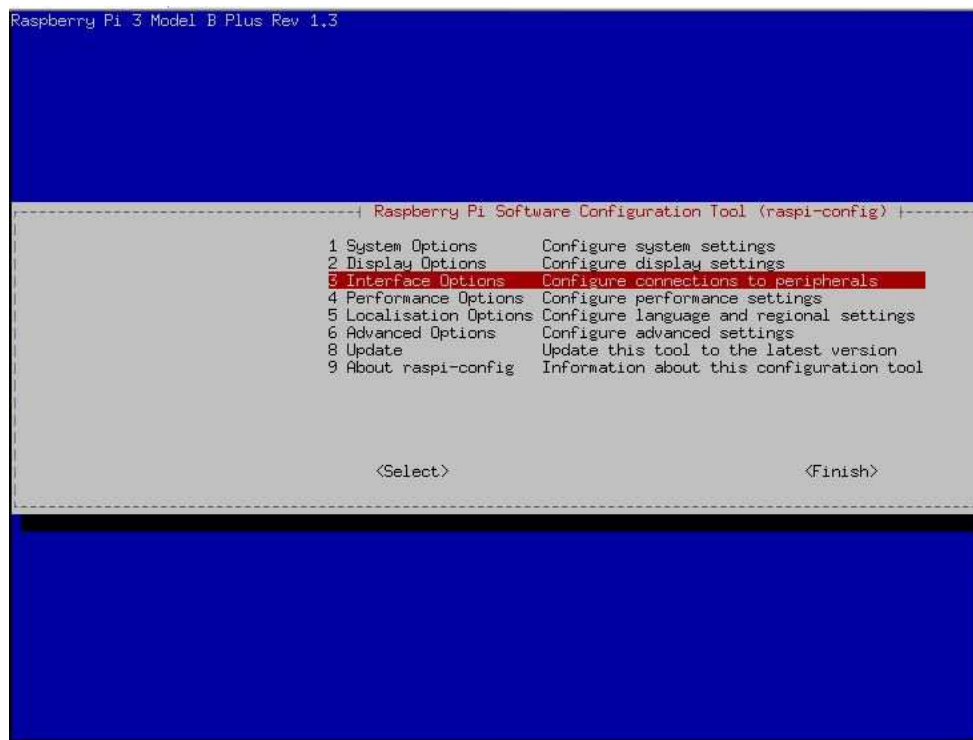 Raspberry Pi 3 Model B Plus Rev 1.3
Raspberry Pi Software Configuration Tool (raspi-config)
1 System Options Configure system settings
2 Display Options Configure display settings
3 Interface Options Configure connections to peripherals
4 Performance Options Configure performance settings
5 Localisation Options Configure language and regional settings
6 Advanced Options Configure advanced settings
8 Update Update this tool to the latest version
9 About raspi-config Information about this configuration tool
<Select> <Finish>